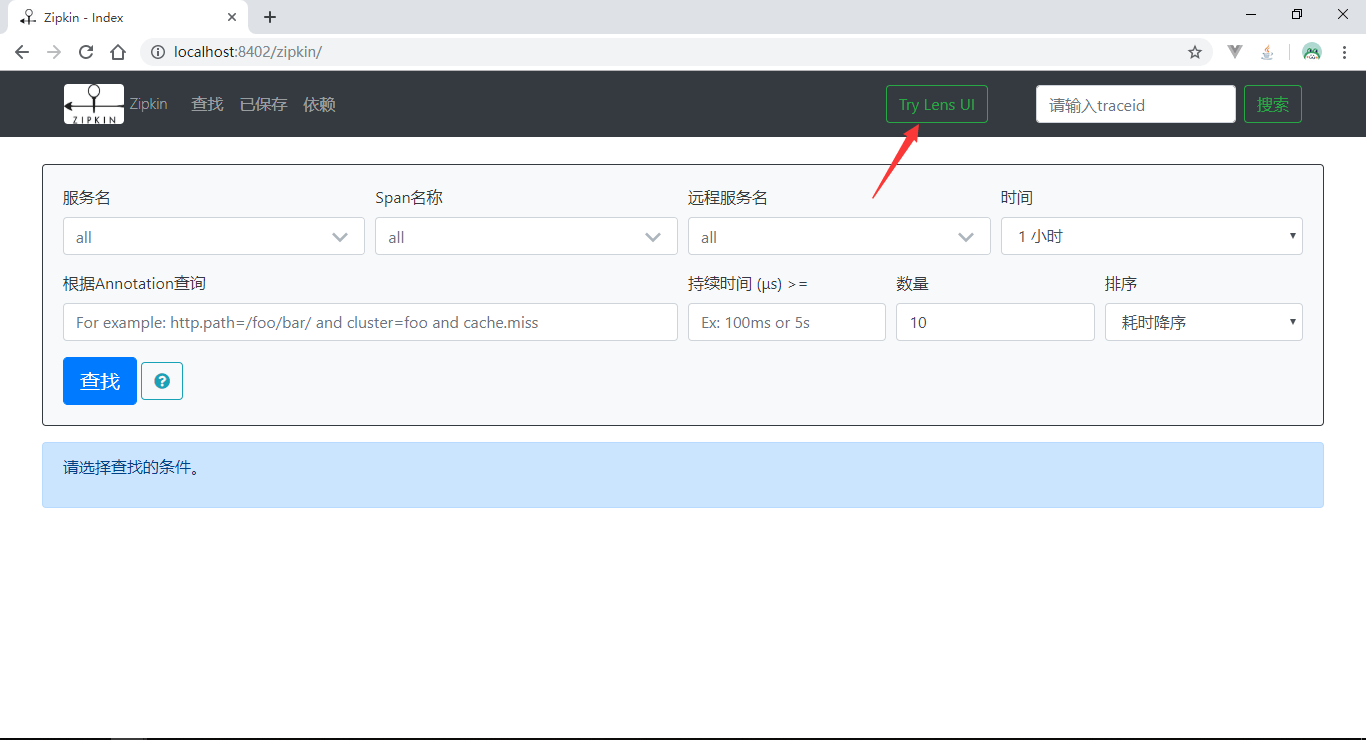 Zipkin - Index
localhost:8402/zipkin/
ZIPKIN Zipkin 查找 已保存 依赖 Try Lens UI 请输入traceid 搜索
服务名 Span名称 远程服务名 时间
all all all 1 小时
根据Annotation查询 持续时间 (μs) >= 数量 排序
For example: http.path=/foo/bar/ and cluster=foo and cache.miss Ex: 100ms or 5s 10 耗时降序
查找
请选择查找的条件。